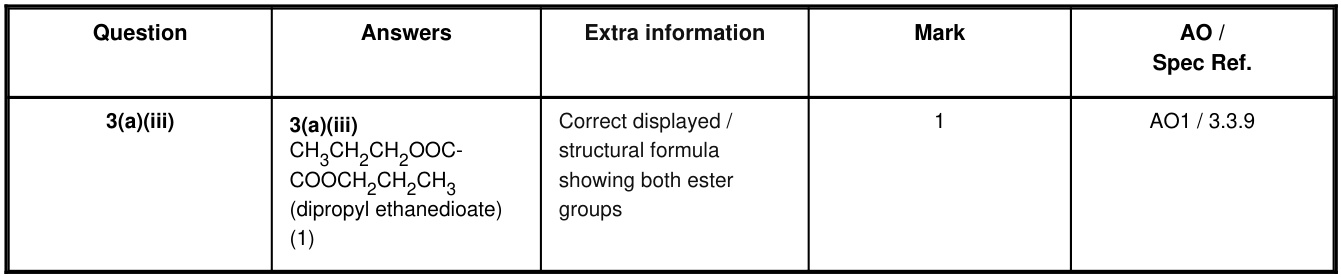 Question Answers Extra information Mark AO /
Spec Ref.
3(a)(iii) 3(a)(iii) Correct displayed / 1 AO1 / 3.3.9
CH₃CH₂CH₂OOC- structural formula
COOCH₂CH₂CH₃ showing both ester
(dipropyl ethanedioate) groups
(1)